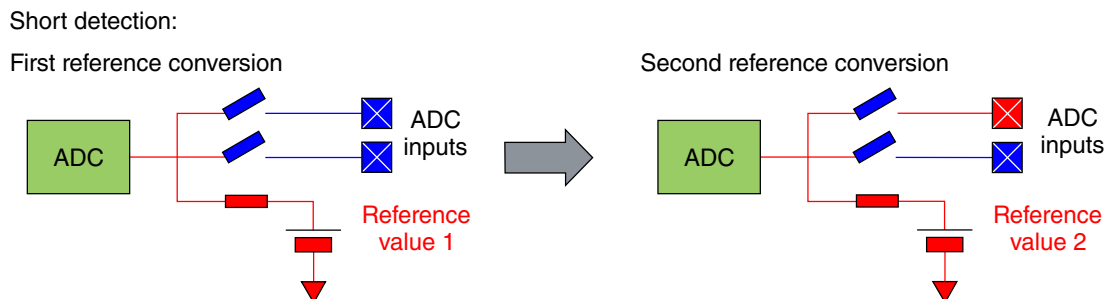 Short detection:
First reference conversion
ADC
ADC
inputs
Reference
value 1
Second reference conversion
ADC
ADC
inputs
Reference
value 2